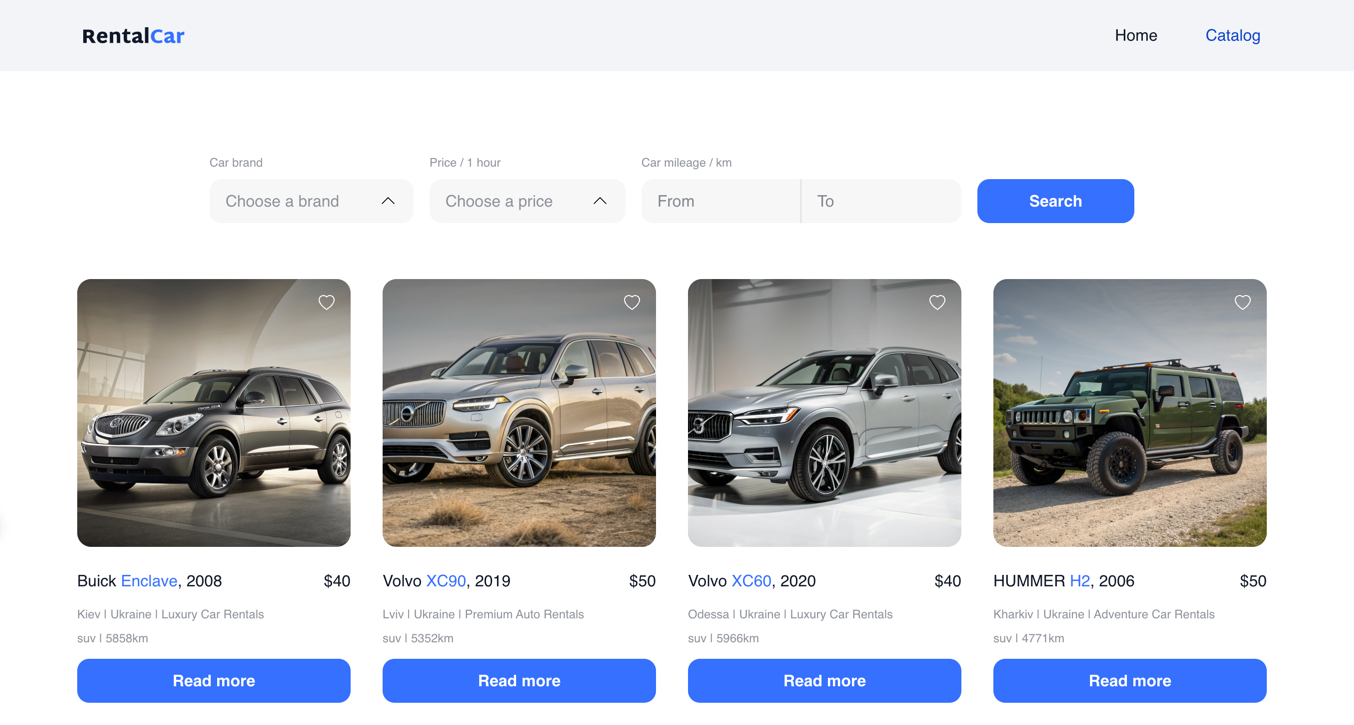 RentalCar
Home
Catalog
Car brand
Price / 1 hour
Car mileage / km
Choose a brand
Choose a price
From
To
Search
Buick Enclave, 2008
$40
Kiev | Ukraine | Luxury Car Rentals
suv | 5858km
Read more
Volvo XC90, 2019
$50
Lviv | Ukraine | Premium Auto Rentals
suv | 5352km
Read more
Volvo XC60, 2020
$40
Odessa | Ukraine | Luxury Car Rentals
suv | 5966km
Read more
HUMMER H2, 2006
$50
Kharkiv | Ukraine | Adventure Car Rentals
suv | 4771km
Read more